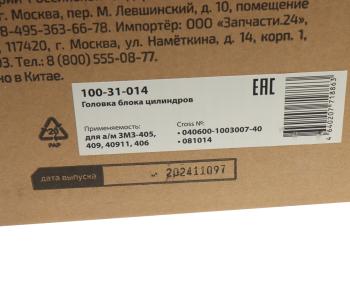 г. Москва, пер. М. Левшинский, д. 10, помещение
8-495-363-66-78. Импортёр: ООО «Запчасти.24»,
, 117420, г. Москва, ул. Намёткина, д. 14, корп. 1,
03. Тел.: 8 (800) 555-08-77.
но в Китае.
100-31-014
Головка блока цилиндров
EAC
Применяемость:
для а/м ЗМЗ-405,
409, 40911, 406
Cross №:
• 040600-1003007-40
• 081014
20
PAP
4640207718863
дата выпуска
202411097